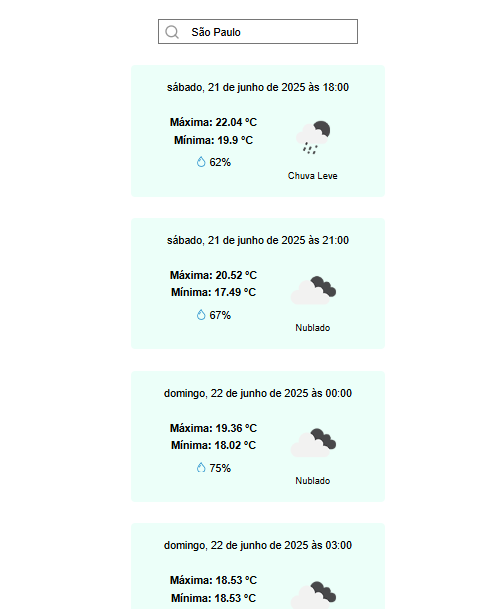 São Paulo
sábado, 21 de junho de 2025 às 18:00
Máxima: 22.04 °C
Mínima: 19.9 °C
62%
Chuva Leve
sábado, 21 de junho de 2025 às 21:00
Máxima: 20.52 °C
Mínima: 17.49 °C
67%
Nublado
domingo, 22 de junho de 2025 às 00:00
Máxima: 19.36 °C
Mínima: 18.02 °C
75%
Nublado
domingo, 22 de junho de 2025 às 03:00
Máxima: 18.53 °C
Mínima: 18.53 °C